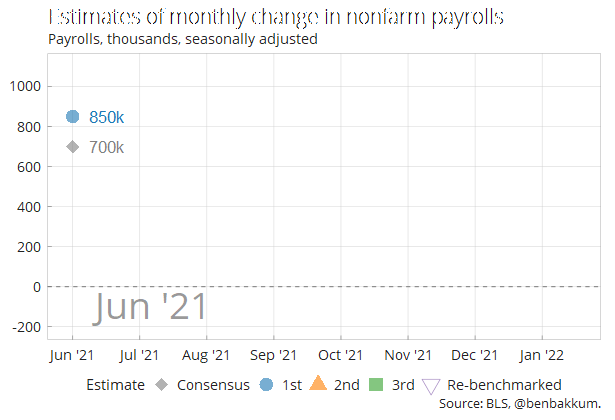 Estimates of monthly change in nonfarm payrolls
Payrolls, thousands, seasonally adjusted
1000
800
600
400
200
0
-200
850k
700k
Jun '21
Jun '21 Jul '21 Aug '21 Sep '21 Oct '21 Nov '21 Dec '21 Jan '22
Estimate Consensus 1st 2nd 3rd Re-benchmarked
Source: BLS, @benbakkum.